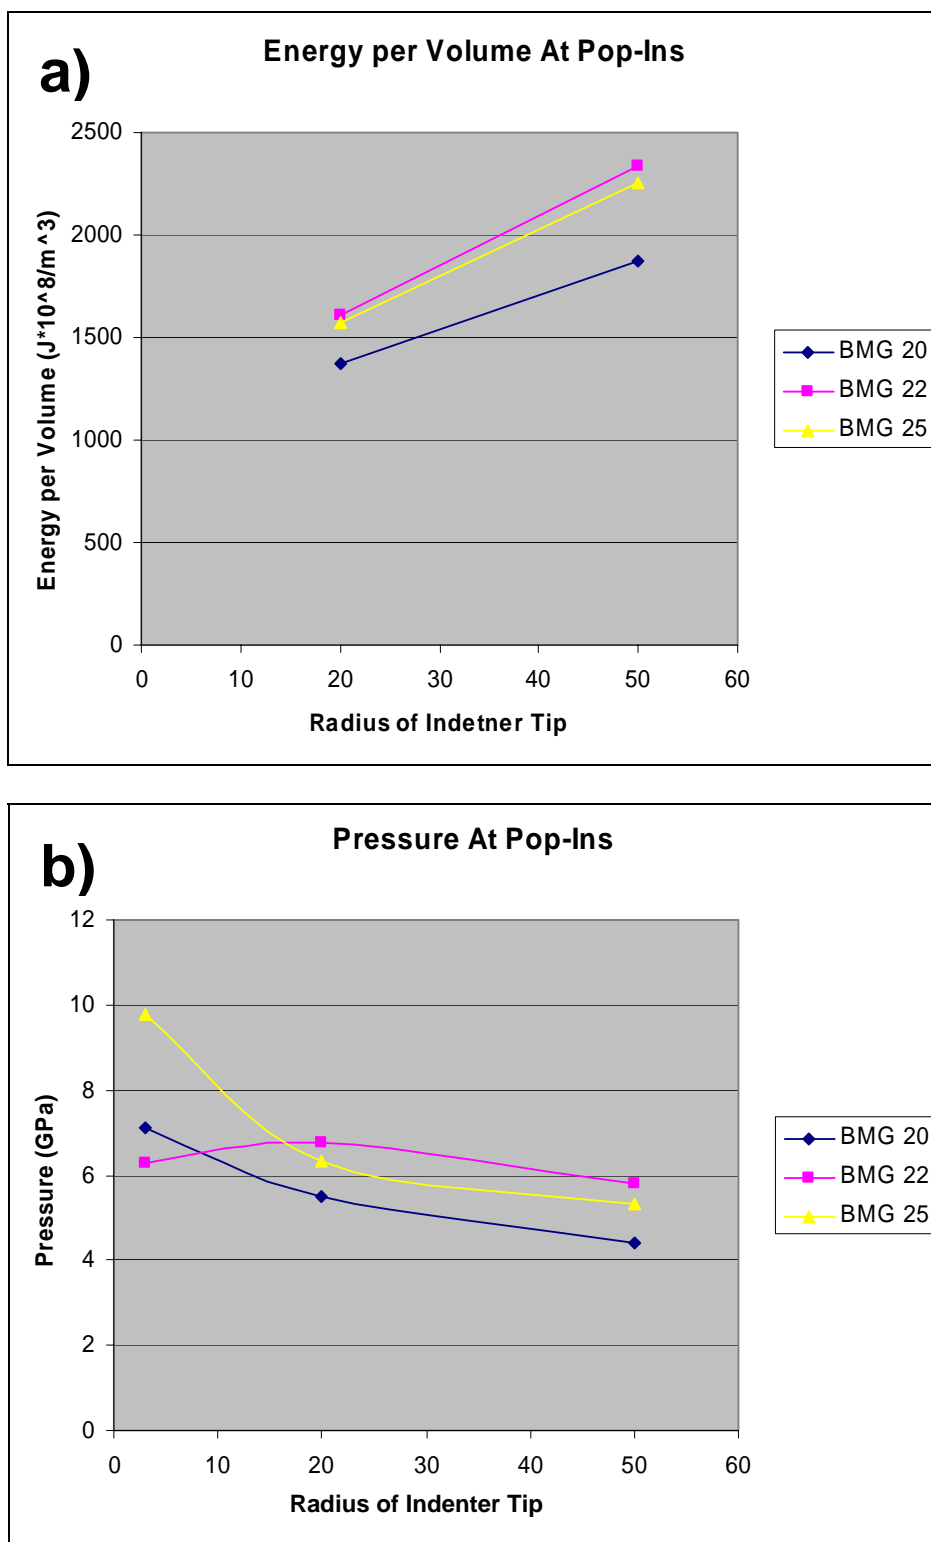 a)
Energy per Volume At Pop-Ins
Energy per Volume (J*10^8/m^3)
2500
2000
1500
1000
500
0
0 10 20 30 40 50 60
Radius of Indetner Tip
BMG 20
BMG 22
BMG 25
b)
Pressure At Pop-Ins
Pressure (GPa)
12
10
8
6
4
2
0
0 10 20 30 40 50 60
Radius of Indenter Tip
BMG 20
BMG 22
BMG 25